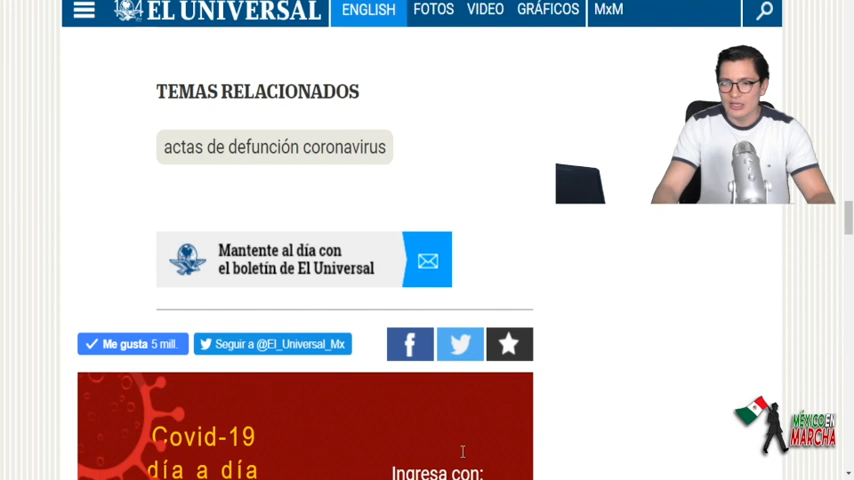 EL UNIVERSAL
ENGLISH
FOTOS
VIDEO
GRÁFICOS
MxM
TEMAS RELACIONADOS
actas de defunción coronavirus
Mantente al día con
el boletín de El Universal
Me gusta 5 mill.
Seguir a @El_Universal_Mx
Covid-19
día a día
Ingresa con:
MÉXICO EN
MARCHA